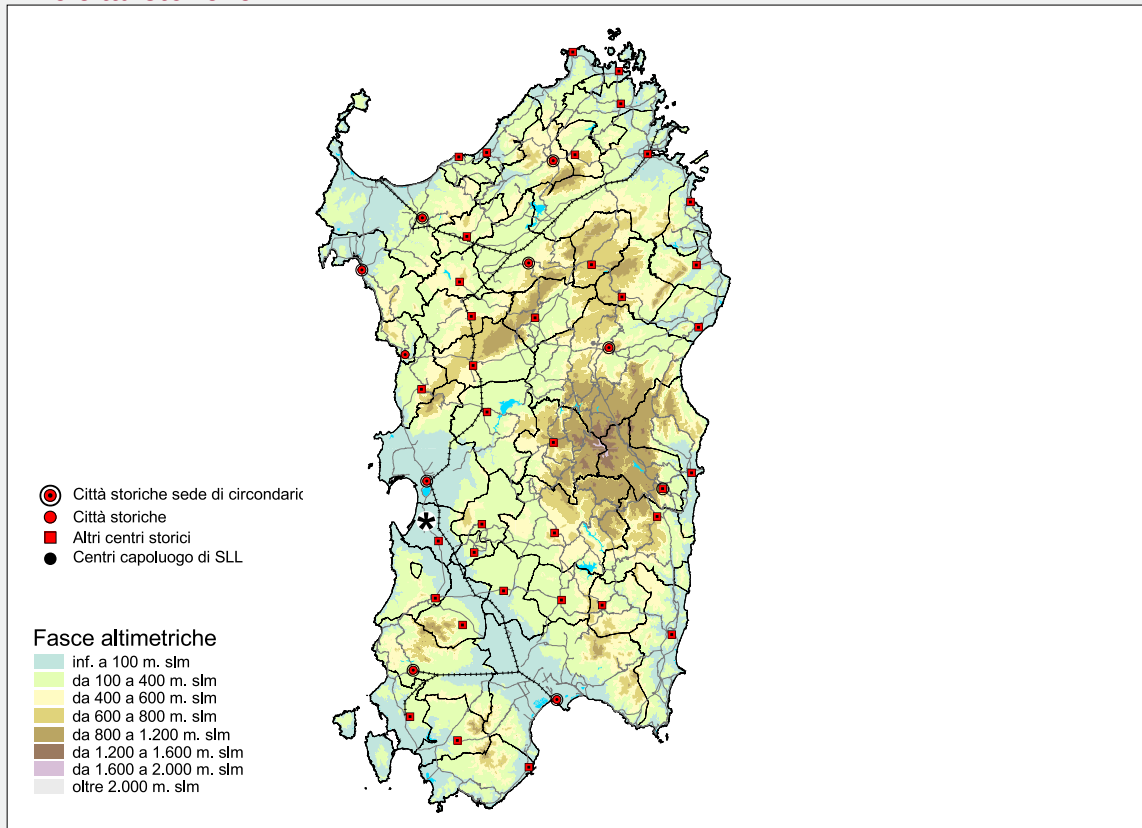 Città storiche sede di circondaric
Città storiche
Altri centri storici
Centri capoluogo di SLL
*
Fasce altimetriche
inf. a 100 m. slm
da 100 a 400 m. slm
da 400 a 600 m. slm
da 600 a 800 m. slm
da 800 a 1.200 m. slm
da 1.200 a 1.600 m. slm
da 1.600 a 2.000 m. slm
oltre 2.000 m. slm